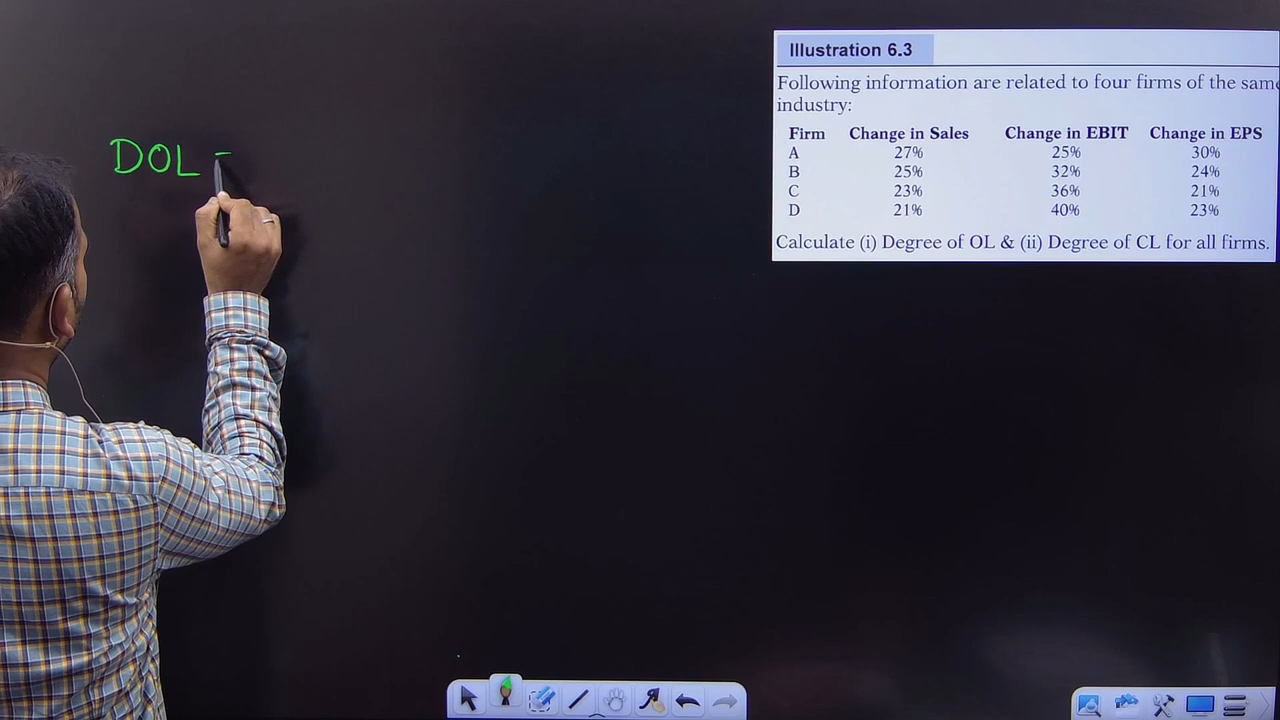 DOL =
Illustration 6.3
Following information are related to four firms of the same
industry:
Firm Change in Sales Change in EBIT Change in EPS
A 27% 25% 30%
B 25% 32% 24%
C 23% 36% 21%
D 21% 40% 23%
Calculate (i) Degree of OL & (ii) Degree of CL for all firms.